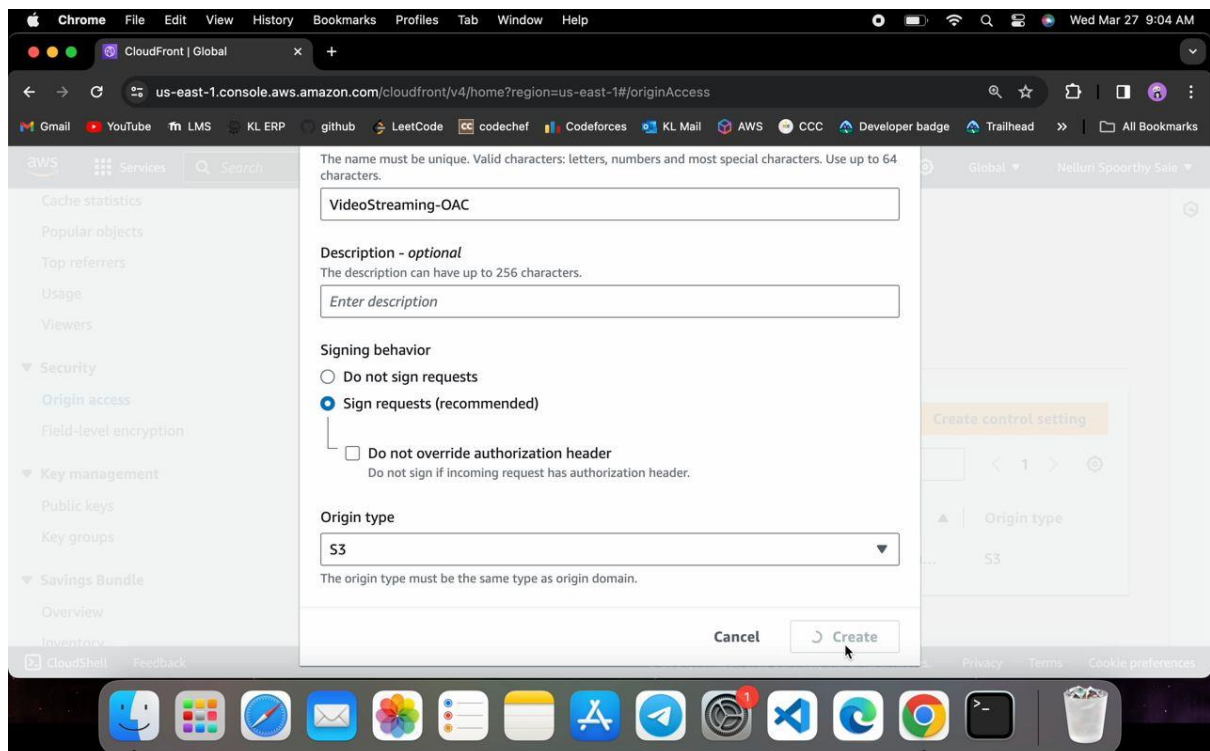 Chrome File Edit View History Bookmarks Profiles Tab Window Help Wed Mar 27 9:04 AM
CloudFront | Global
us-east-1.console.aws.amazon.com/cloudfront/v4/home?region=us-east-1#/originAccess
Gmail YouTube LMS KL ERP github LeetCode codechef Codeforces KL Mail AWS CCC Developer badge Trailhead » All Bookmarks
aws Services Search Global Nelluri Spoorthy Saie
The name must be unique. Valid characters: letters, numbers and most special characters. Use up to 64
characters.
Cache statistics
VideoStreaming-OAC
Popular objects
Description - optional
Top referrers
The description can have up to 256 characters.
Usage
Enter description
Viewers
Signing behavior
Security
Do not sign requests
Origin access
Sign requests (recommended)
Create control setting
Field-level encryption
Do not override authorization header
Do not sign if incoming request has authorization header.
1
Key management
Public keys
Origin type
Origin type
Key groups
S3
S3
The origin type must be the same type as origin domain.
Savings Bundle
Overview
Cancel Create
Inventory
CloudShell Feedback Privacy Terms Cookie preferences
1